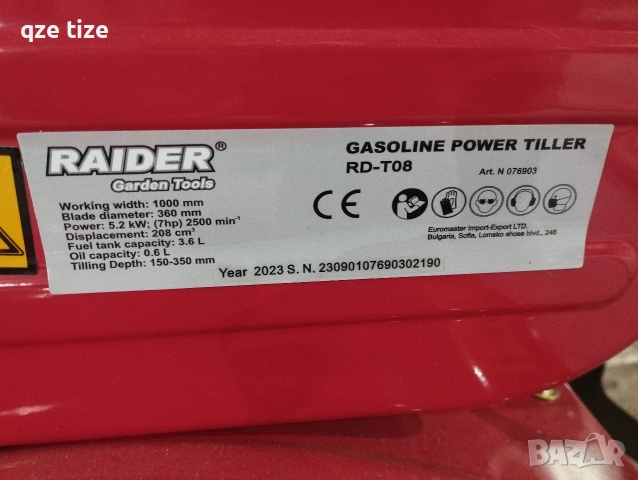 qze tize
RAIDER®
Garden Tools
Working width: 1000 mm
Blade diameter: 360 mm
Power: 5.2 kW; (7hp) 2500 min⁻¹
Displacement: 208 cm³
Fuel tank capacity: 3.6 L
Oil capacity: 0.6 L
Tilling Depth: 150-350 mm
GASOLINE POWER TILLER
RD-T08
Art. N 076903
CE
Euromaster Import-Export LTD.
Bulgaria, Sofia, Lomsko shose blvd., 246
Year 2023 S. N. 23090107690302190
BAZAR